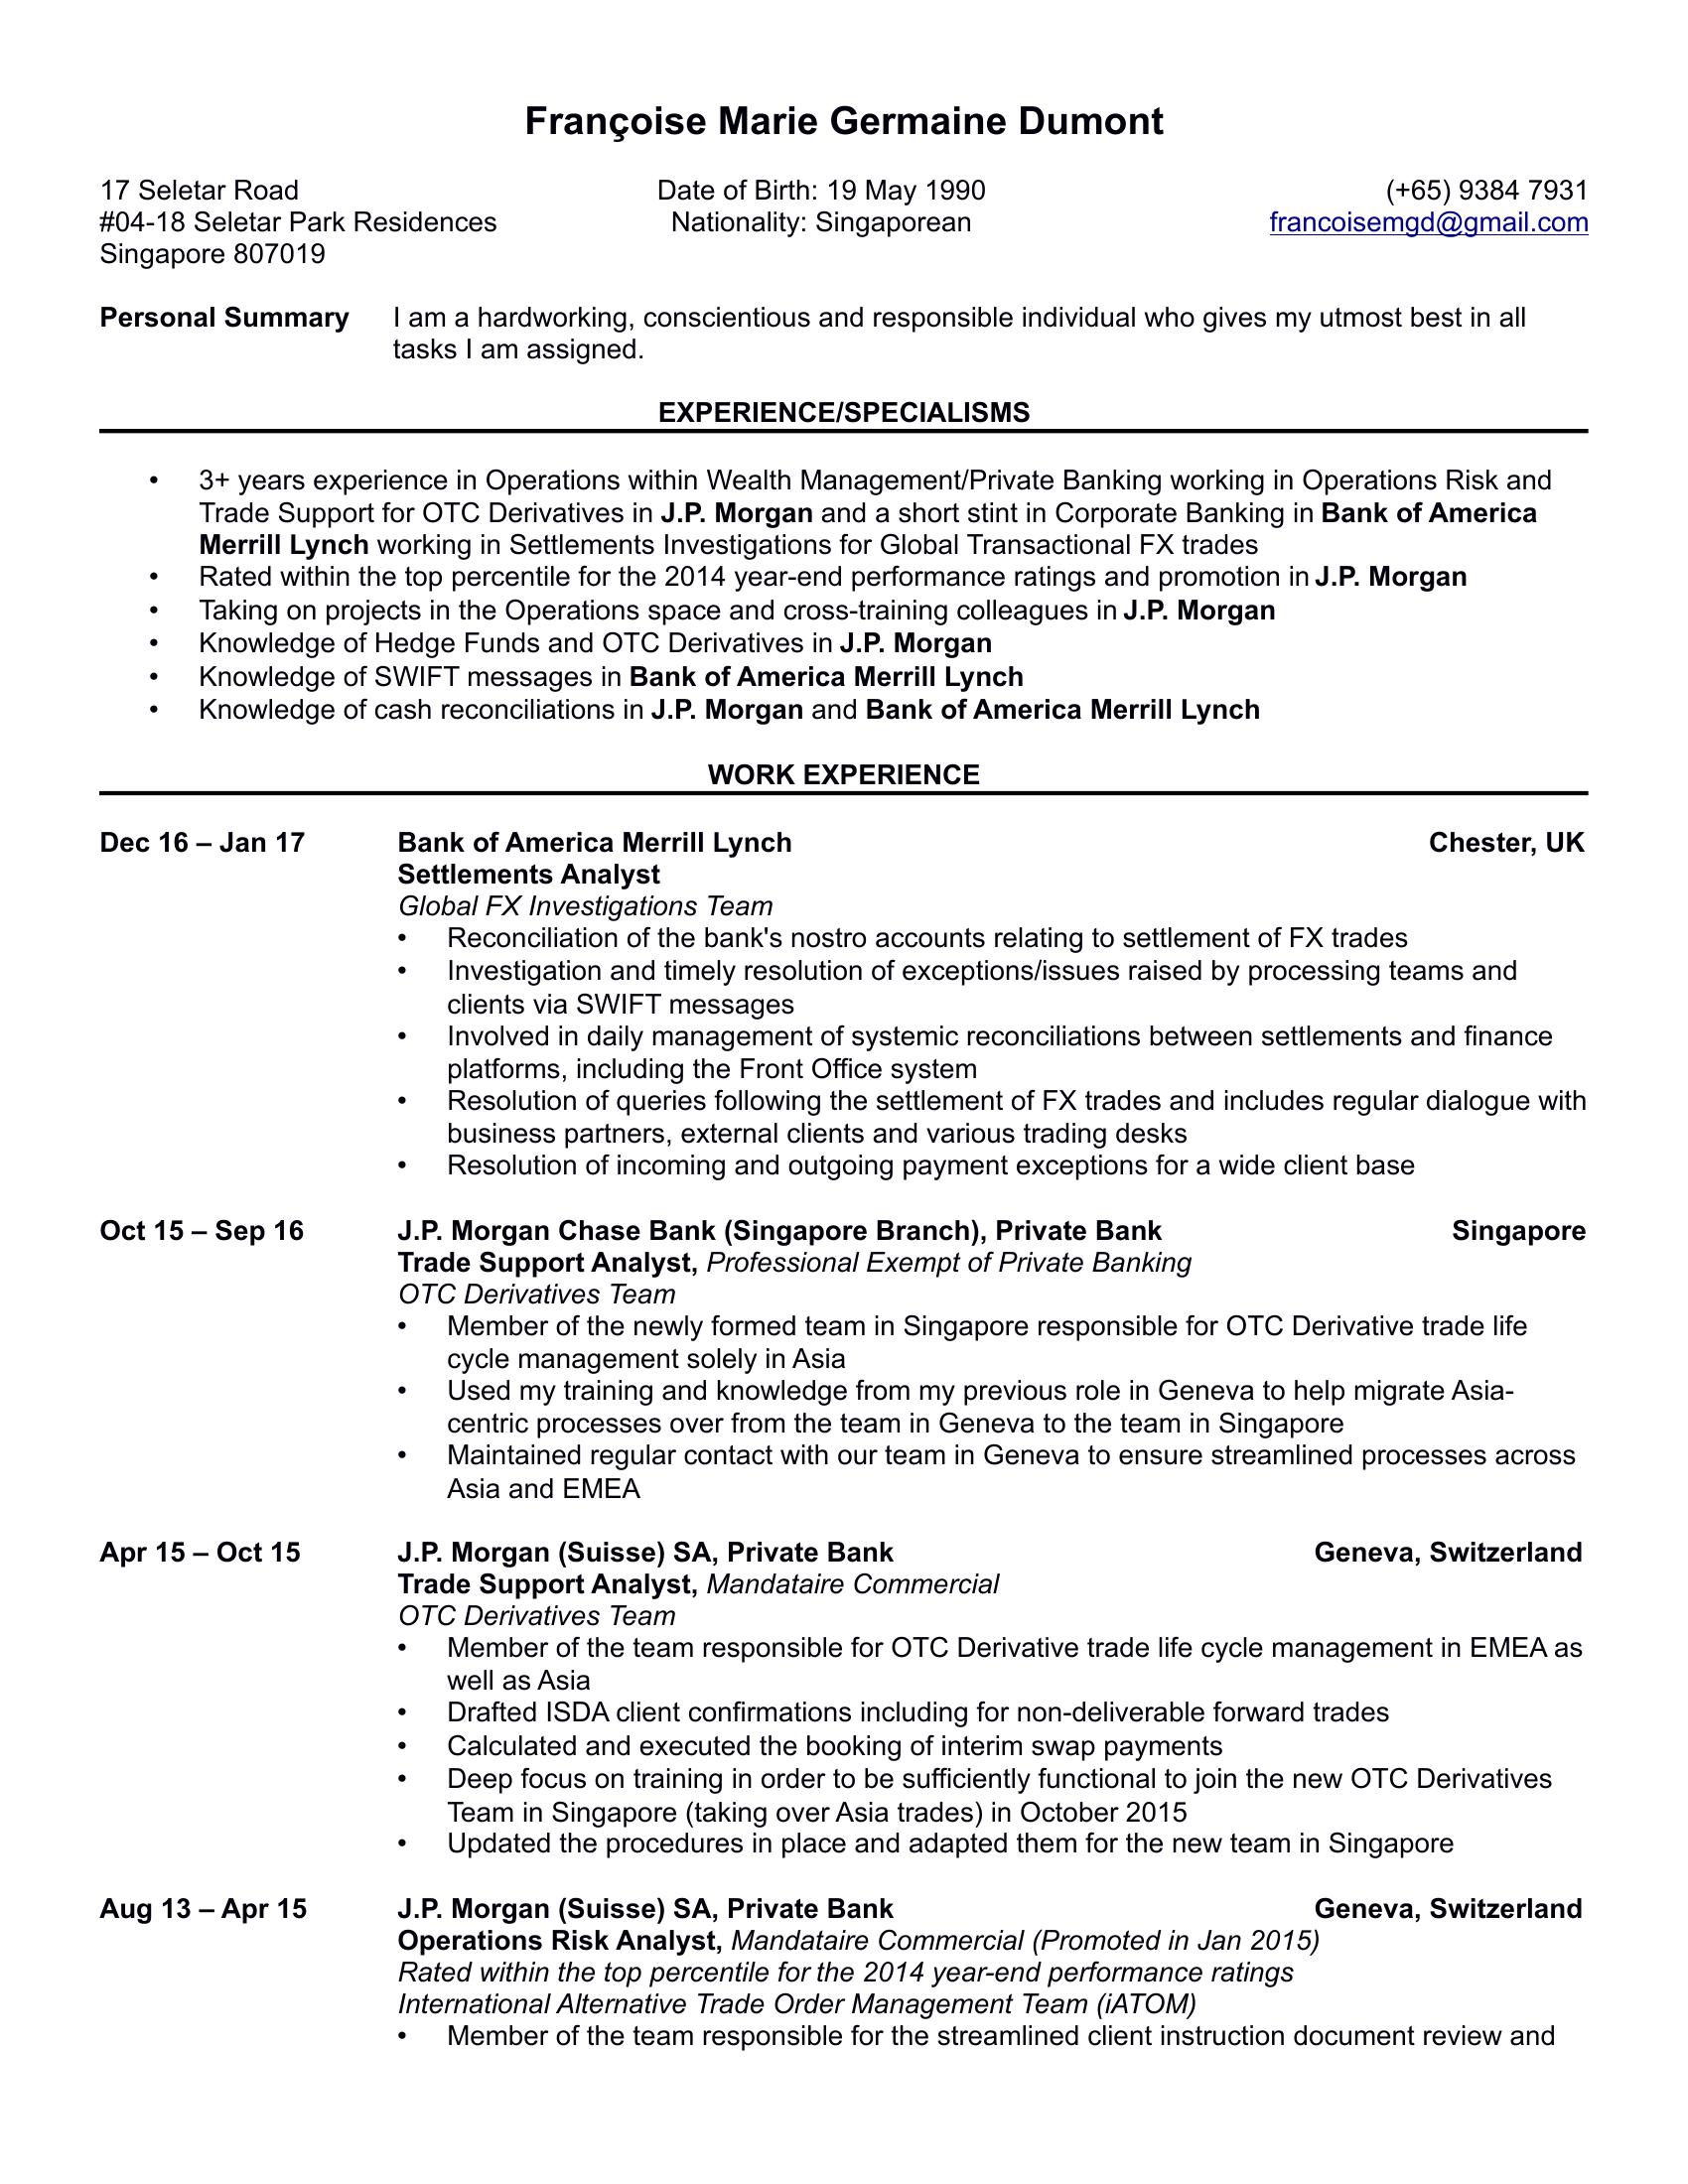 Françoise Marie Germaine Dumont
17 Seletar Road Date of Birth: 19 May 1990 (+65) 9384 7931
#04-18 Seletar Park Residences Nationality: Singaporean francoisemgd@gmail.com
Singapore 807019
Personal Summary I am a hardworking, conscientious and responsible individual who gives my utmost best in all
tasks I am assigned.
EXPERIENCE/SPECIALISMS
• 3+ years experience in Operations within Wealth Management/Private Banking working in Operations Risk and
Trade Support for OTC Derivatives in J.P. Morgan and a short stint in Corporate Banking in Bank of America
Merrill Lynch working in Settlements Investigations for Global Transactional FX trades
• Rated within the top percentile for the 2014 year-end performance ratings and promotion in J.P. Morgan
• Taking on projects in the Operations space and cross-training colleagues in J.P. Morgan
• Knowledge of Hedge Funds and OTC Derivatives in J.P. Morgan
• Knowledge of SWIFT messages in Bank of America Merrill Lynch
• Knowledge of cash reconciliations in J.P. Morgan and Bank of America Merrill Lynch
WORK EXPERIENCE
Dec 16 – Jan 17 Bank of America Merrill Lynch Chester, UK
Settlements Analyst
Global FX Investigations Team
• Reconciliation of the bank's nostro accounts relating to settlement of FX trades
• Investigation and timely resolution of exceptions/issues raised by processing teams and
clients via SWIFT messages
• Involved in daily management of systemic reconciliations between settlements and finance
platforms, including the Front Office system
• Resolution of queries following the settlement of FX trades and includes regular dialogue with
business partners, external clients and various trading desks
• Resolution of incoming and outgoing payment exceptions for a wide client base
Oct 15 – Sep 16 J.P. Morgan Chase Bank (Singapore Branch), Private Bank Singapore
Trade Support Analyst, Professional Exempt of Private Banking
OTC Derivatives Team
• Member of the newly formed team in Singapore responsible for OTC Derivative trade life
cycle management solely in Asia
• Used my training and knowledge from my previous role in Geneva to help migrate Asia-
centric processes over from the team in Geneva to the team in Singapore
• Maintained regular contact with our team in Geneva to ensure streamlined processes across
Asia and EMEA
Apr 15 – Oct 15 J.P. Morgan (Suisse) SA, Private Bank Geneva, Switzerland
Trade Support Analyst, Mandataire Commercial
OTC Derivatives Team
• Member of the team responsible for OTC Derivative trade life cycle management in EMEA as
well as Asia
• Drafted ISDA client confirmations including for non-deliverable forward trades
• Calculated and executed the booking of interim swap payments
• Deep focus on training in order to be sufficiently functional to join the new OTC Derivatives
Team in Singapore (taking over Asia trades) in October 2015
• Updated the procedures in place and adapted them for the new team in Singapore
Aug 13 – Apr 15 J.P. Morgan (Suisse) SA, Private Bank Geneva, Switzerland
Operations Risk Analyst, Mandataire Commercial (Promoted in Jan 2015)
Rated within the top percentile for the 2014 year-end performance ratings
International Alternative Trade Order Management Team (iATOM)
• Member of the team responsible for the streamlined client instruction document review and